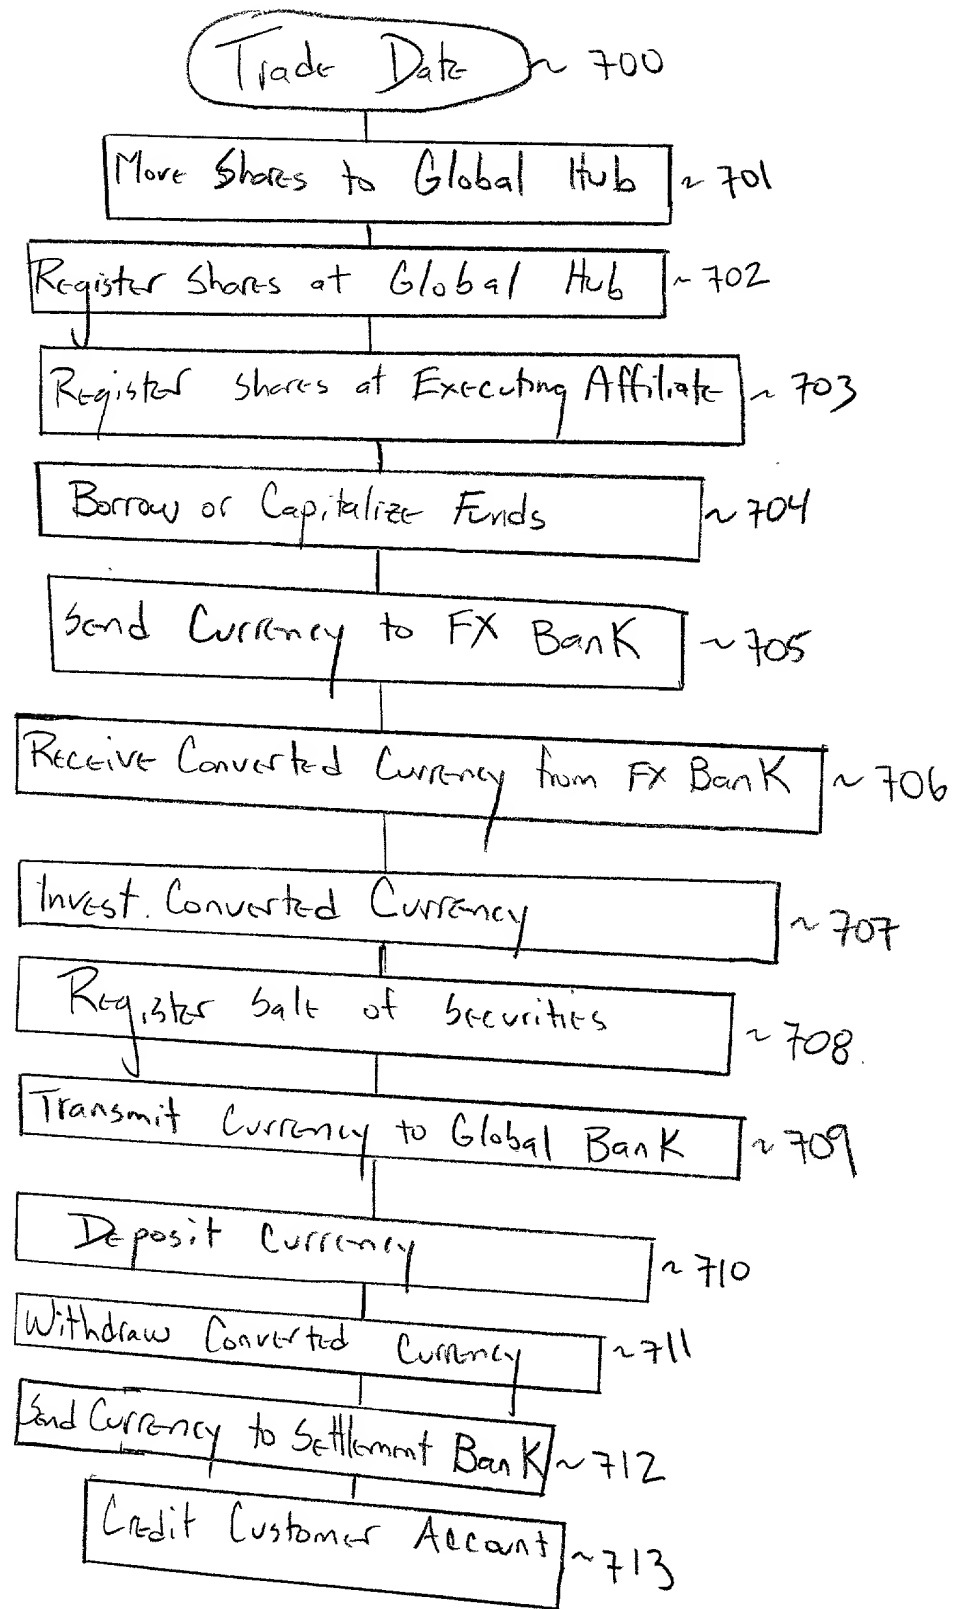 Trade Date ~ 700
More Shares to Global Hub ~ 701
Register Shares at Global Hub ~ 702
Register Shares at Executing Affiliate ~ 703
Borrow or Capitalize Funds ~ 704
Send Currency to FX Bank ~ 705
Receive Converted Currency from FX Bank ~ 706
Invest Converted Currency ~ 707
Register Sale of Securities ~ 708
Transmit Currency to Global Bank ~ 709
Deposit Currency ~ 710
Withdraw Converted Currency ~ 711
Send Currency to Settlement Bank ~ 712
Credit Customer Account ~ 713